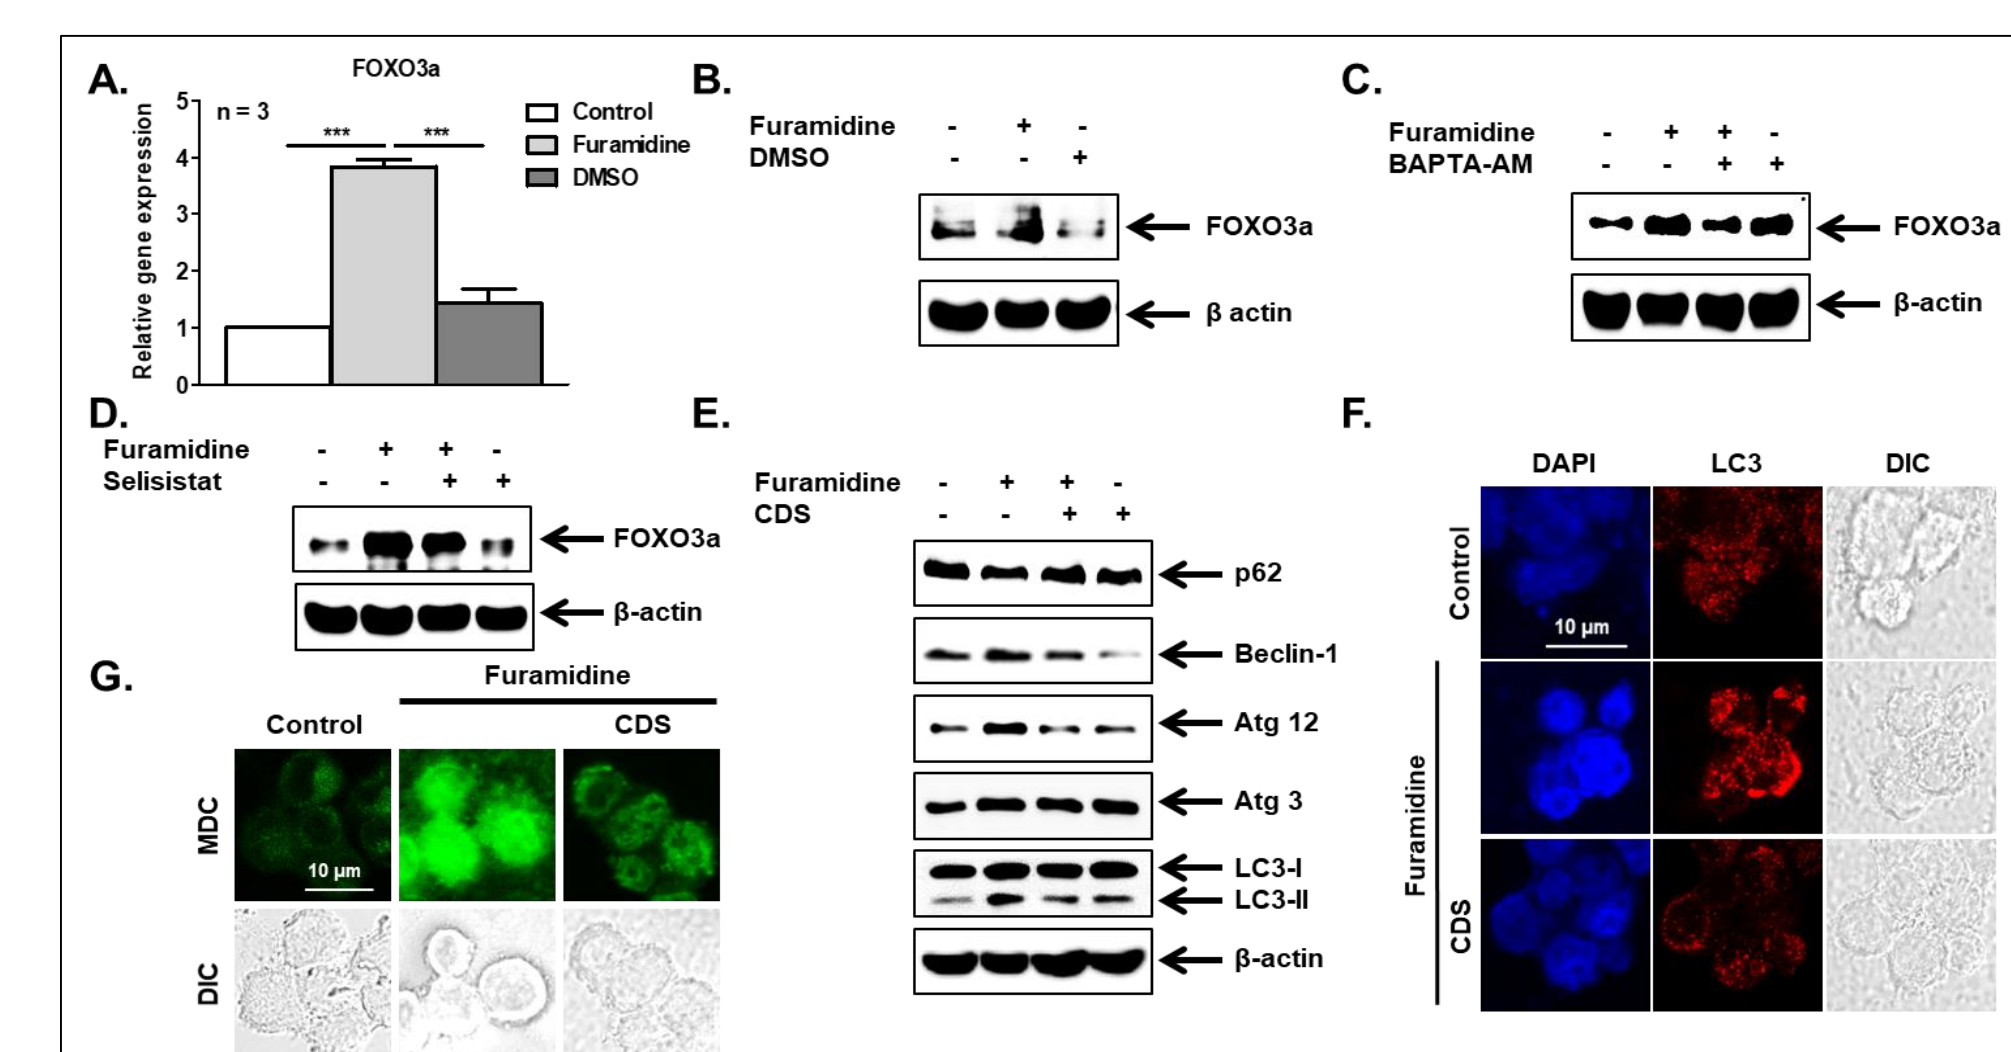 A.
FOXO3a
n = 3
*** ***
Control
Furamidine
DMSO
Relative gene expression
5
4
3
2
1
0
B.
Furamidine - + -
DMSO - - +
FOXO3a
β actin
C.
Furamidine - + + -
BAPTA-AM - - + +
FOXO3a
β-actin
D.
Furamidine - + + -
Selisistat - - + +
FOXO3a
β-actin
E.
Furamidine - + + -
CDS - - + +
p62
Beclin-1
Atg 12
Atg 3
LC3-I
LC3-II
β-actin
F.
DAPI LC3 DIC
Control
10 µm
Furamidine
CDS
G.
Furamidine
Control CDS
MDC
10 µm
DIC